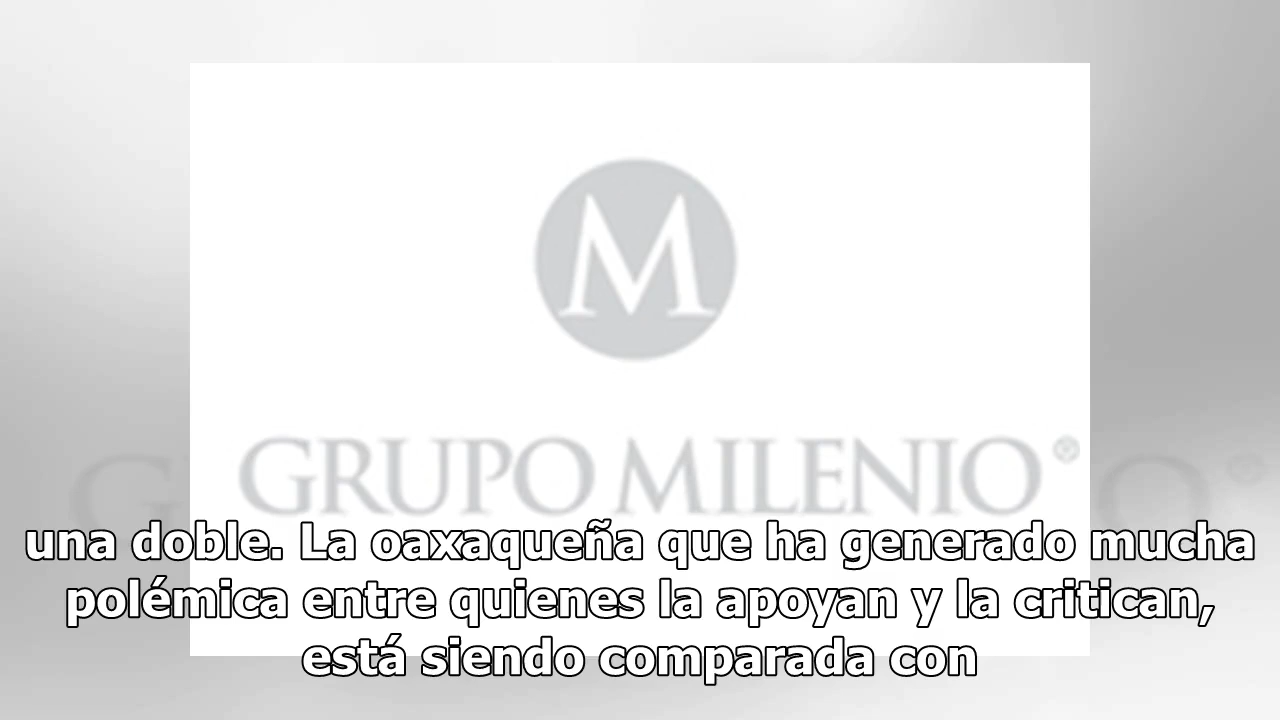 M
GRUPO MILENIO®
una doble. La oaxaqueña que ha generado mucha
polémica entre quienes la apoyan y la critican,
está siendo comparada con